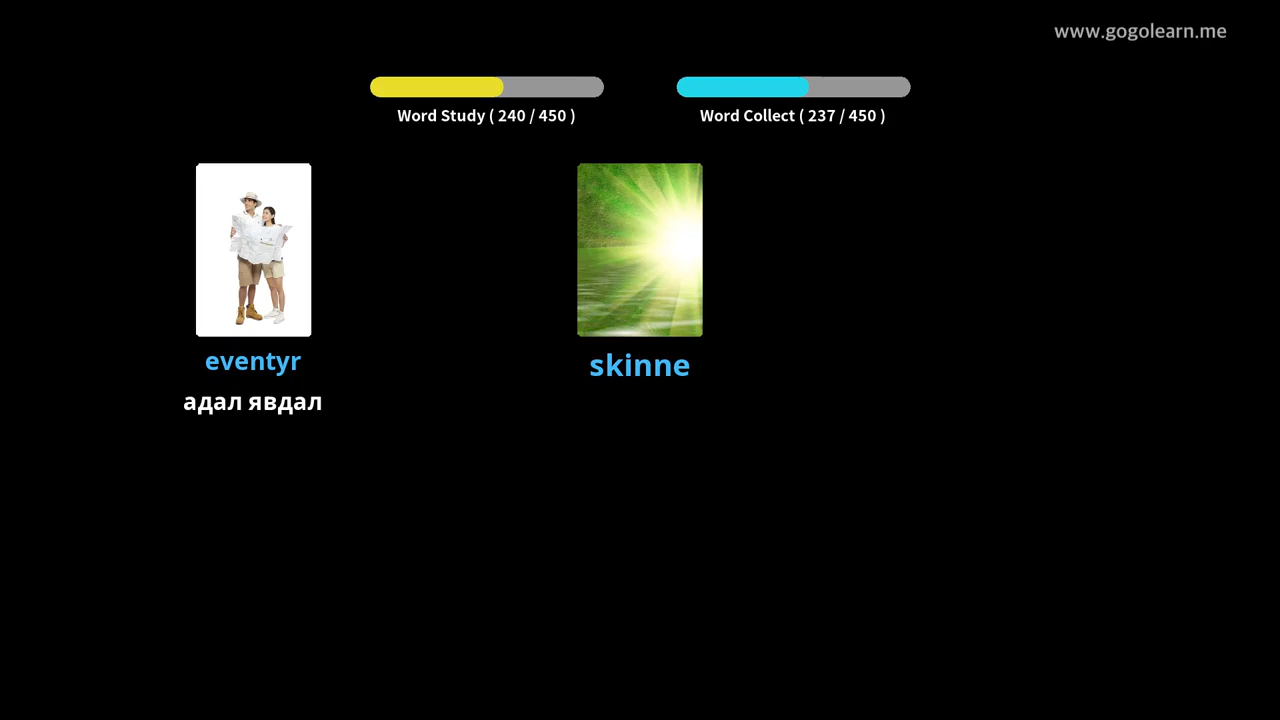 www.gogolearn.me
Word Study ( 240 / 450 )
Word Collect ( 237 / 450 )
eventyr
адал явдал
skinne